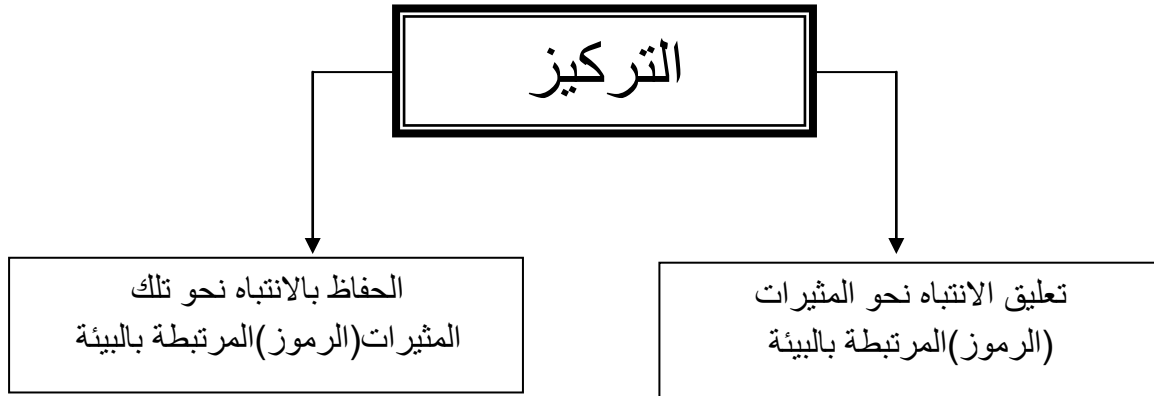 التركيز
تعليق الانتباه نحو المثيرات
(الرموز)المرتبطة بالبيئة
الحفاظ بالانتباه نحو تلك
المثيرات(الرموز)المرتبطة بالبيئة